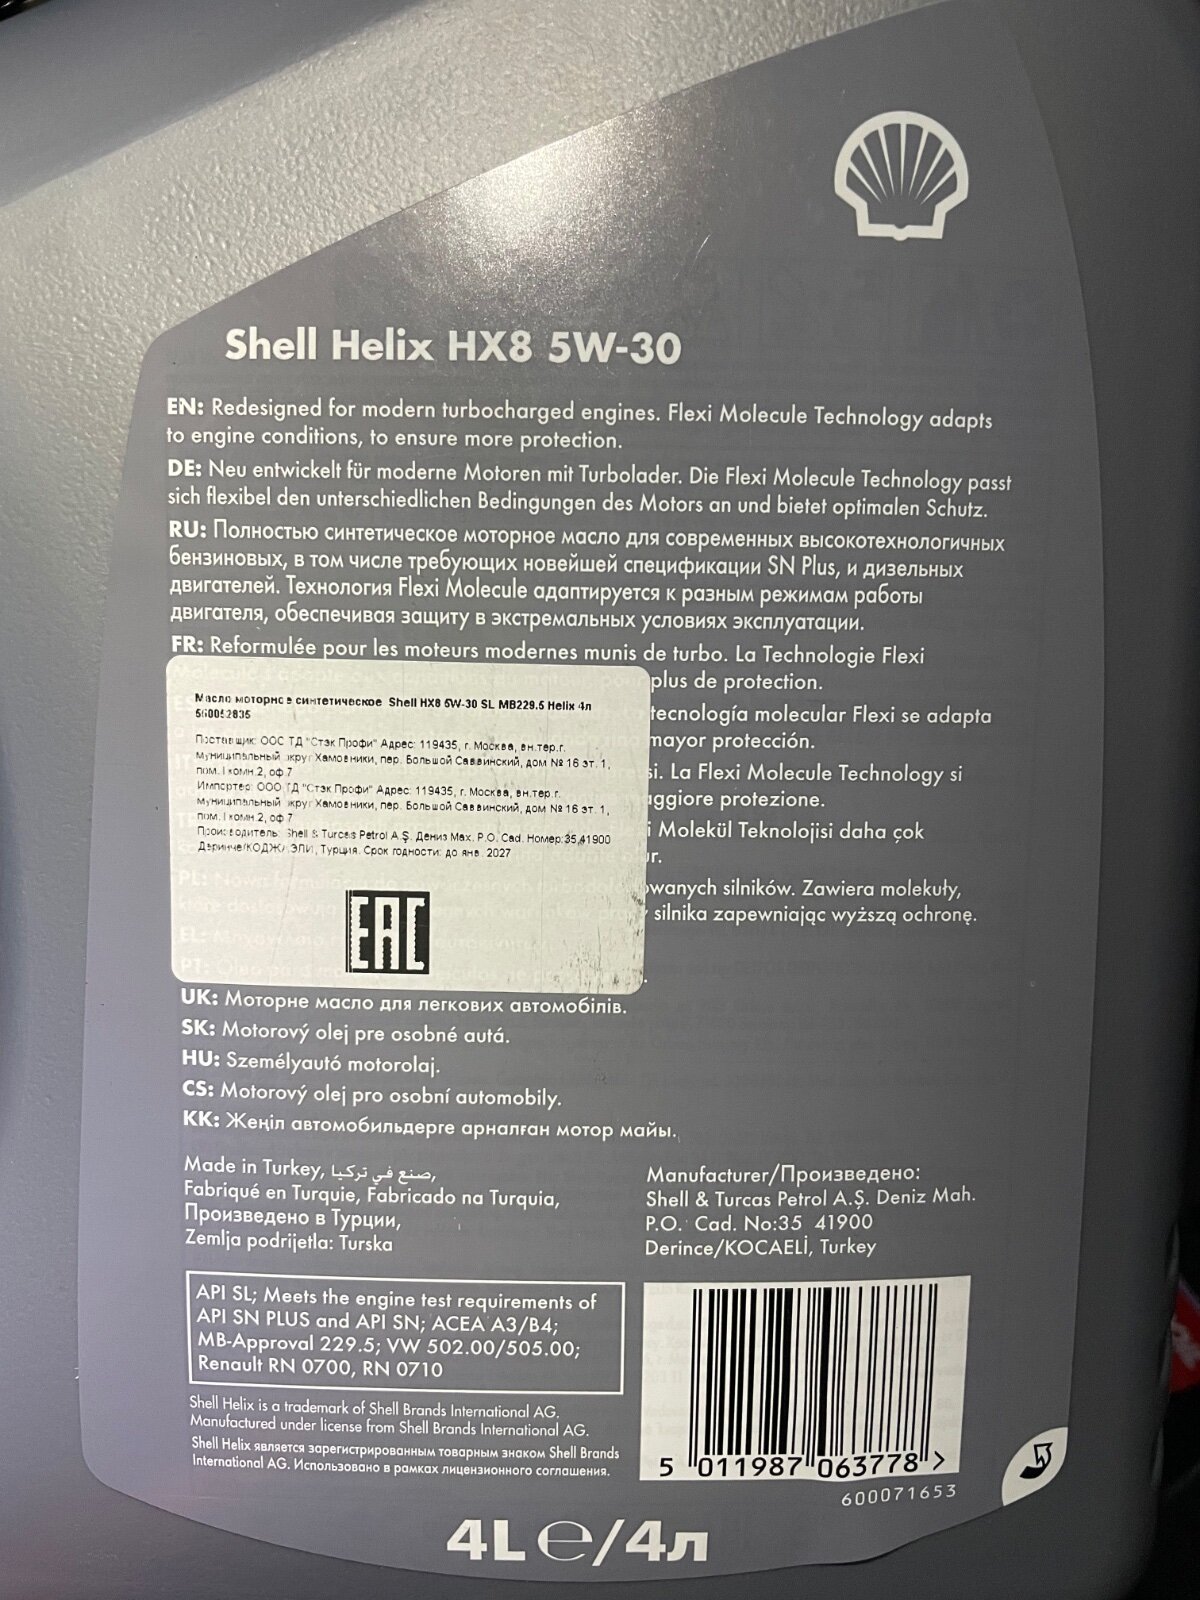 Shell Helix HX8 5W-30
EN: Redesigned for modern turbocharged engines. Flexi Molecule Technology adapts
to engine conditions, to ensure more protection.
DE: Neu entwickelt für moderne Motoren mit Turbolader. Die Flexi Molecule Technology passt
sich flexibel den unterschiedlichen Bedingungen des Motors an und bietet optimalen Schutz.
RU: Полностью синтетическое моторное масло для современных высокотехнологичных
бензиновых, в том числе требующих новейшей спецификации SN Plus, и дизельных
двигателей. Технология Flexi Molecule адаптируется к разным режимам работы
двигателя, обеспечивая защиту в экстремальных условиях эксплуатации.
FR: Reformulée pour les moteurs modernes munis de turbo. La Technologie Flexi
plus de protection.
tecnología molecular Flexi se adapta
mayor protección.
si. La Flexi Molecule Technology si
aggiore protezione.
i Molekül Teknolojisi daha çok
ur.
owanych silników. Zawiera molekuły,
silnika zapewniając wyższą ochronę.
Масло моторное синтетическое Shell HX8 5W-30 SL MB229.5 Helix 4л
550052835
Поставщик: ООО ТД "Стэк Профи" Адрес: 119435, г. Москва, вн.тер.г.
муниципальный округ Хамовники, пер. Большой Саввинский, дом № 16 эт. 1,
пом. I комн.2, оф 7
Импортер: ООО ТД "Стэк Профи" Адрес: 119435, г. Москва, вн.тер.г.
муниципальный округ Хамовники, пер. Большой Саввинский, дом № 16 эт. 1,
пом. I комн.2, оф 7
Производитель: Shell & Turcas Petrol A.Ş. Дениз Мах. P.O. Cad. Номер:35,41900
Деринче/КОДЖАЭЛИ, Турция. Срок годности: до янв. 2027
EAC
UK: Моторне масло для легкових автомобілів.
SK: Motorový olej pre osobné autá.
HU: Személyautó motorolaj.
CS: Motorový olej pro osobní automobily.
KK: Жеңіл автомобильдерге арналған мотор майы.
Made in Turkey, صنع في تركيا,
Fabriqué en Turquie, Fabricado na Turquia,
Произведено в Турции,
Zemlja podrijetla: Turska
Manufacturer/Произведено:
Shell & Turcas Petrol A.Ş. Deniz Mah.
P.O. Cad. No:35 41900
Derince/KOCAELİ, Turkey
API SL; Meets the engine test requirements of
API SN PLUS and API SN; ACEA A3/B4;
MB-Approval 229.5; VW 502.00/505.00;
Renault RN 0700, RN 0710
Shell Helix is a trademark of Shell Brands International AG.
Manufactured under license from Shell Brands International AG.
Shell Helix является зарегистрированным товарным знаком Shell Brands
International AG. Использовано в рамках лицензионного соглашения.
5 011987 063778 >
600071653
4L ℮/4л